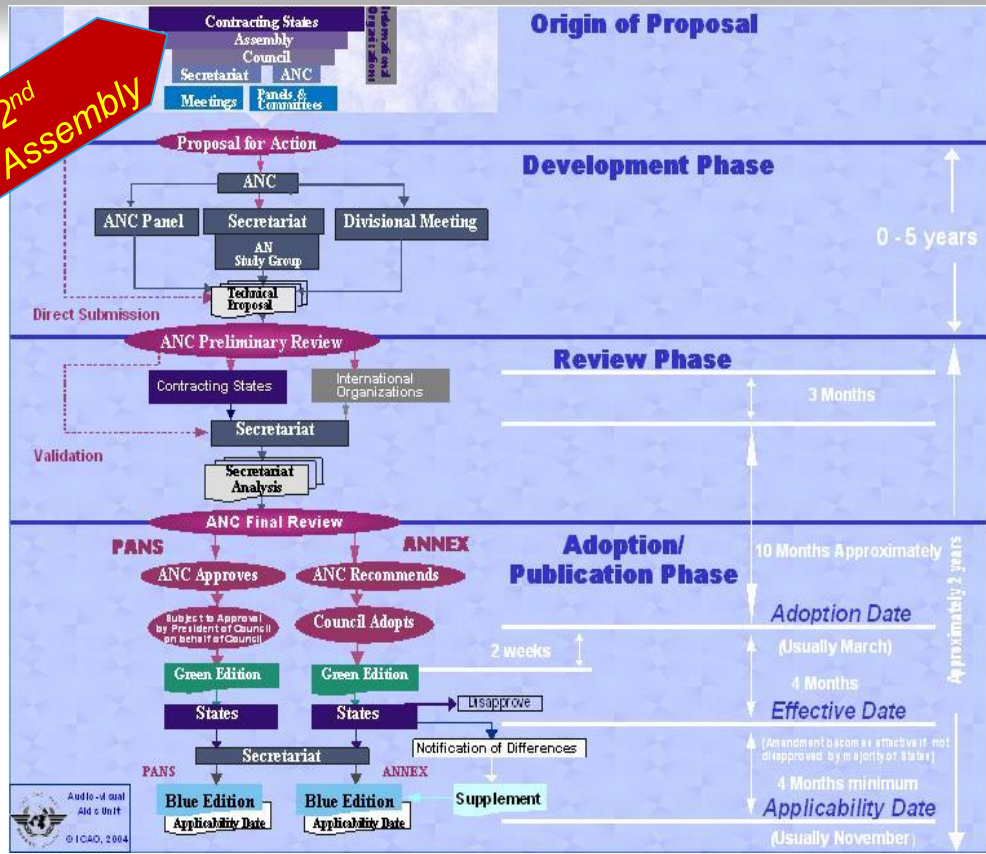 Contracting States
Assembly
Council
Secretariat
ANC
Meetings
Panels &
Committees
International
Organizations
Origin of Proposal
2nd
Assembly
Proposal for Action
Development Phase
ANC
ANC Panel
Secretariat
Divisional Meeting
AN
Study Group
0 - 5 years
Technical
Proposal
Direct Submission
ANC Preliminary Review
Review Phase
Contracting States
International
Organizations
3 Months
Secretariat
Validation
Secretariat
Analysis
ANC Final Review
PANS
ANNEX
Adoption/
Publication Phase
10 Months Approximately
Approximately 2 years
ANC Approves
ANC Recommends
Subject to Approval
by President of Council
on behalf of Council
Council Adopts
Adoption Date
(Usually March)
2 weeks
Green Edition
Green Edition
4 Months
States
States
Disapprove
Effective Date
Notification of Differences
(Amendment becomes effective if not
disapproved by majority of States)
Secretariat
PANS
ANNEX
4 Months minimum
Blue Edition
Blue Edition
Supplement
Applicability Date
Applicability Date
Applicability Date
(Usually November)
Audio-visual
Aids Unit
© ICAO, 2004